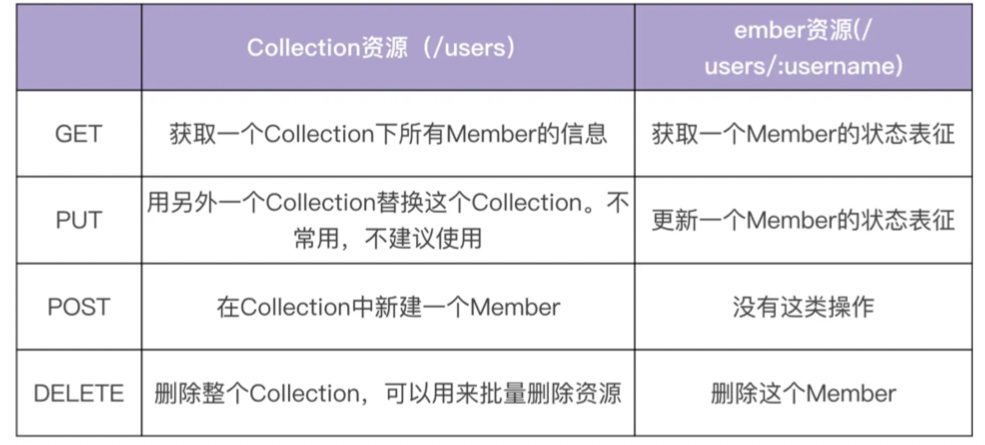 Collection资源（/users）
ember资源(/
users/:username)
GET
获取一个Collection下所有Member的信息
获取一个Member的状态表征
PUT
用另外一个Collection替换这个Collection。不
常用，不建议使用
更新一个Member的状态表征
POST
在Collection中新建一个Member
没有这类操作
DELETE
删除整个Collection，可以用来批量删除资源
删除这个Member